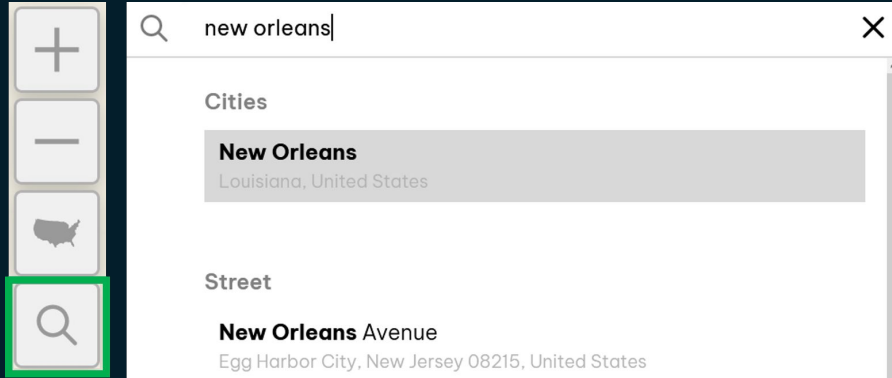 new orleans
Cities
New Orleans
Louisiana, United States
Street
New Orleans Avenue
Egg Harbor City, New Jersey 08215, United States